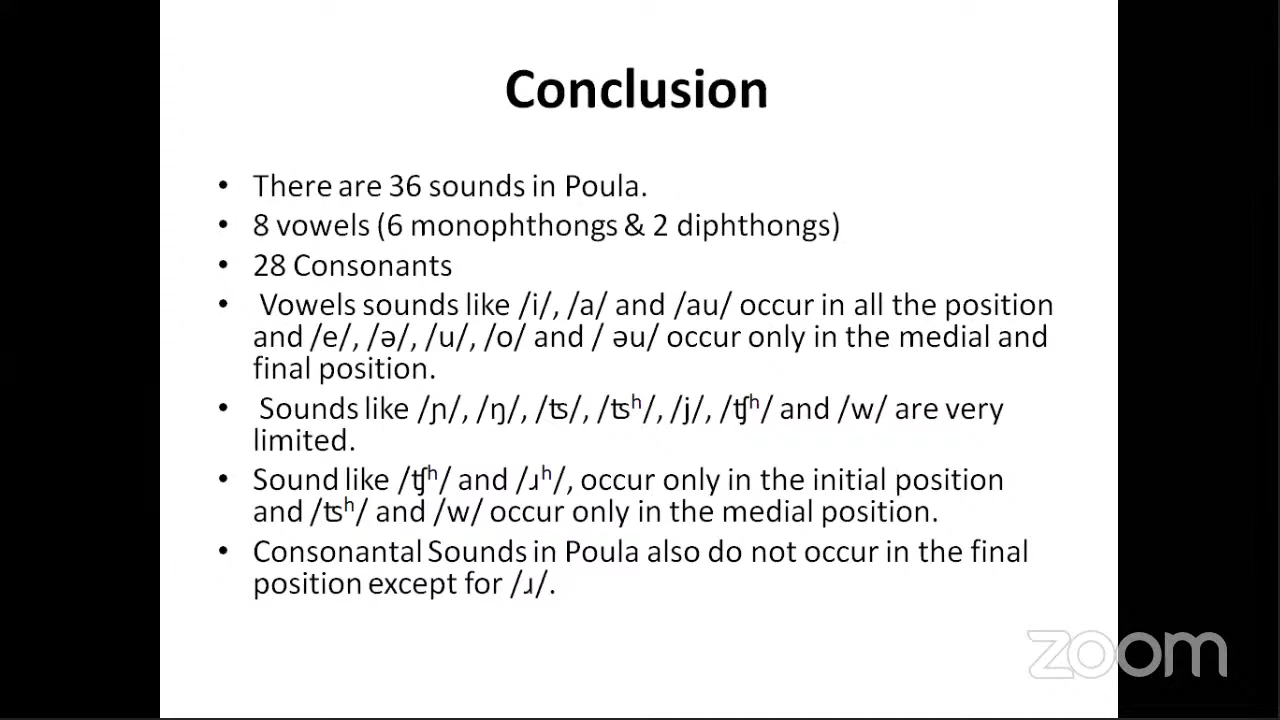 Conclusion
• There are 36 sounds in Poula.
• 8 vowels (6 monophthongs & 2 diphthongs)
• 28 Consonants
• Vowels sounds like /i/, /a/ and /au/ occur in all the position
and /e/, /ə/, /u/, /o/ and / əu/ occur only in the medial and
final position.
• Sounds like /ɲ/, /ŋ/, /ʦ/, /ʦʰ/, /j/, /ʧʰ/ and /w/ are very
limited.
• Sound like /ʧʰ/ and /ɹʰ/, occur only in the initial position
and /ʦʰ/ and /w/ occur only in the medial position.
• Consonantal Sounds in Poula also do not occur in the final
position except for /ɹ/.
zoom